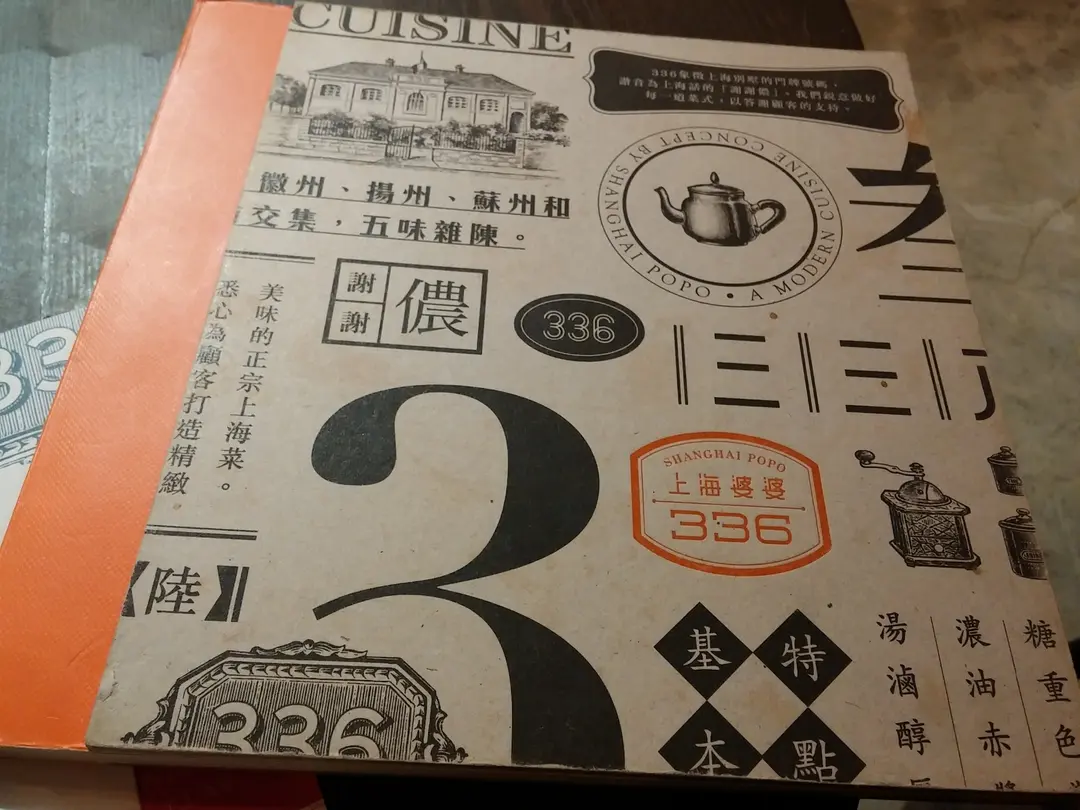 CUISINE
336象徵上海別墅的門牌號碼,
諧音為上海話的「謝謝儂」。我們銳意做好
每一道菜式,以答謝顧客的支持。
徽州、揚州、蘇州和
交集,五味雜陳。
A MODERN CUISINE CONCEPT BY SHANGHAI POPO •
謝謝儂
336
美味的正宗上海菜。
悉心為顧客打造精緻
三三
3
SHANGHAI POPO
上海婆婆
336
【陸】
336
基本特點
湯滷醇
濃油赤
糖重色